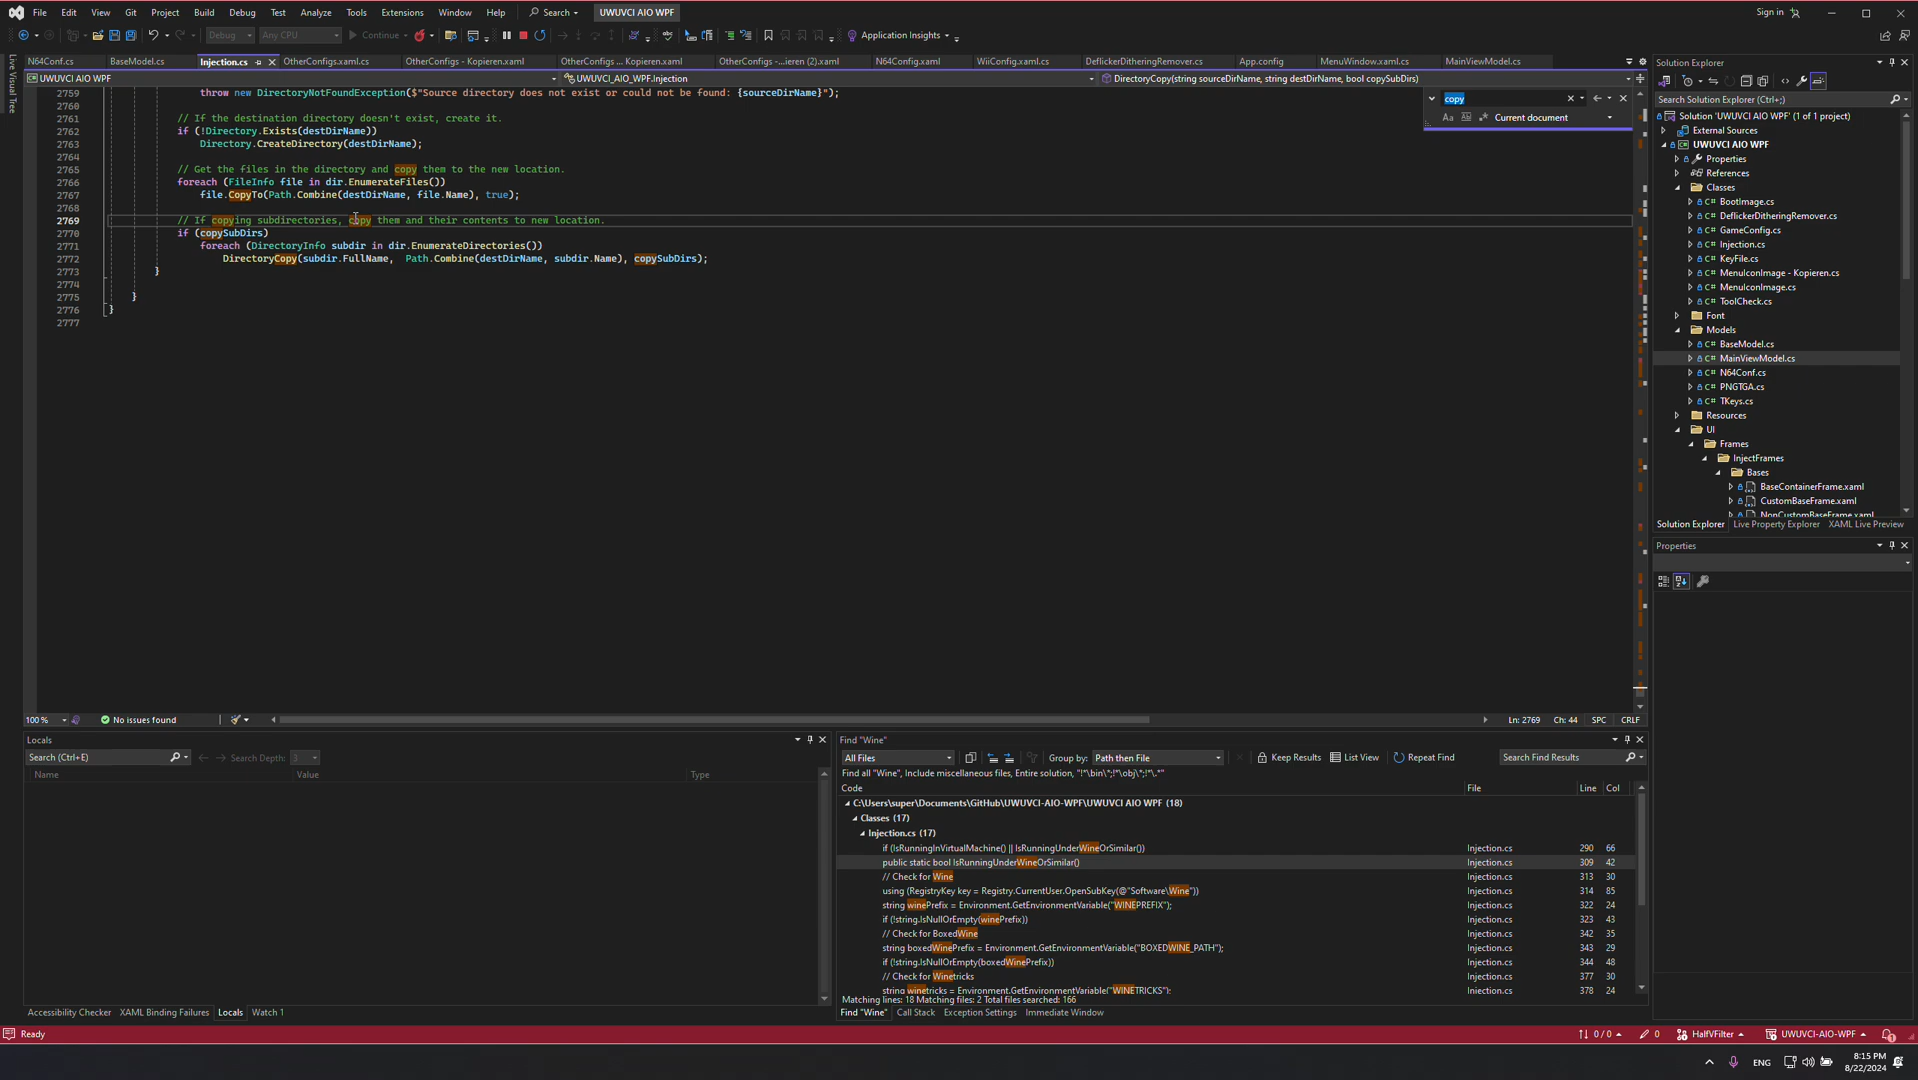 File Edit View Git Project Build Debug Test Analyze Tools Extensions Window Help Search UWUVCI AIO WPF Sign in
Debug Any CPU Continue Application Insights
N64Conf.cs BaseModel.cs Injection.cs OtherConfigs.xaml.cs OtherConfigs - Kopieren.xaml OtherConfigs ... Kopieren.xaml OtherConfigs -...ieren (2).xaml N64Config.xaml WiiConfig.xaml.cs DeflickerDitheringRemover.cs App.config MenuWindow.xaml.cs MainViewModel.cs
UWUVCI AIO WPF UWUVCI_AIO_WPF.Injection DirectoryCopy(string sourceDirName, string destDirName, bool copySubDirs)
Live Visual Tree
2759 throw new DirectoryNotFoundException($"Source directory does not exist or could not be found: {sourceDirName}");
2760
2761 // If the destination directory doesn't exist, create it.
2762 if (!Directory.Exists(destDirName))
2763 Directory.CreateDirectory(destDirName);
2764
2765 // Get the files in the directory and copy them to the new location.
2766 foreach (FileInfo file in dir.EnumerateFiles())
2767 file.CopyTo(Path.Combine(destDirName, file.Name), true);
2768
2769 // If copying subdirectories, copy them and their contents to new location.
2770 if (copySubDirs)
2771 foreach (DirectoryInfo subdir in dir.EnumerateDirectories())
2772 DirectoryCopy(subdir.FullName, Path.Combine(destDirName, subdir.Name), copySubDirs);
2773 }
2774
2775 }
2776 }
2777
copy
Aa Current document
100 % No issues found Ln: 2769 Ch: 44 SPC CRLF
Solution Explorer
Search Solution Explorer (Ctrl+;)
Solution 'UWUVCI AIO WPF' (1 of 1 project)
External Sources
UWUVCI AIO WPF
Properties
References
Classes
BootImage.cs
DeflickerDitheringRemover.cs
GameConfig.cs
Injection.cs
KeyFile.cs
MenuIconImage - Kopieren.cs
MenuIconImage.cs
ToolCheck.cs
Font
Models
BaseModel.cs
MainViewModel.cs
N64Conf.cs
PNGTGA.cs
TKeys.cs
Resources
UI
Frames
InjectFrames
Bases
BaseContainerFrame.xaml
CustomBaseFrame.xaml
NonCustomBaseFrame.xaml
Solution Explorer Live Property Explorer XAML Live Preview
Properties
Locals
Search (Ctrl+E) Search Depth: 3
Name Value Type
Accessibility Checker XAML Binding Failures Locals Watch 1
Find "Wine"
All Files Group by: Path then File Keep Results List View Repeat Find Search Find Results
Find all "Wine", Include miscellaneous files, Entire solution, "!*\bin\*;!*\obj\*;!*\.*"
Code File Line Col
C:\Users\super\Documents\GitHub\UWUVCI-AIO-WPF\UWUVCI AIO WPF (18)
Classes (17)
Injection.cs (17)
if (IsRunningInVirtualMachine() || IsRunningUnderWineOrSimilar()) Injection.cs 290 66
public static bool IsRunningUnderWineOrSimilar() Injection.cs 309 42
// Check for Wine Injection.cs 313 30
using (RegistryKey key = Registry.CurrentUser.OpenSubKey(@"Software\Wine")) Injection.cs 314 85
string winePrefix = Environment.GetEnvironmentVariable("WINEPREFIX"); Injection.cs 322 24
if (!string.IsNullOrEmpty(winePrefix)) Injection.cs 323 43
// Check for BoxedWine Injection.cs 342 35
string boxedWinePrefix = Environment.GetEnvironmentVariable("BOXEDWINE_PATH"); Injection.cs 343 29
if (!string.IsNullOrEmpty(boxedWinePrefix)) Injection.cs 344 48
// Check for Winetricks Injection.cs 377 30
string winetricks = Environment.GetEnvironmentVariable("WINETRICKS"); Injection.cs 378 24
Matching lines: 18 Matching files: 2 Total files searched: 166
Find "Wine" Call Stack Exception Settings Immediate Window
Ready 0 / 0 0 HalfVFilter UWUVCI-AIO-WPF 1
ENG 8:15 PM
8/22/2024